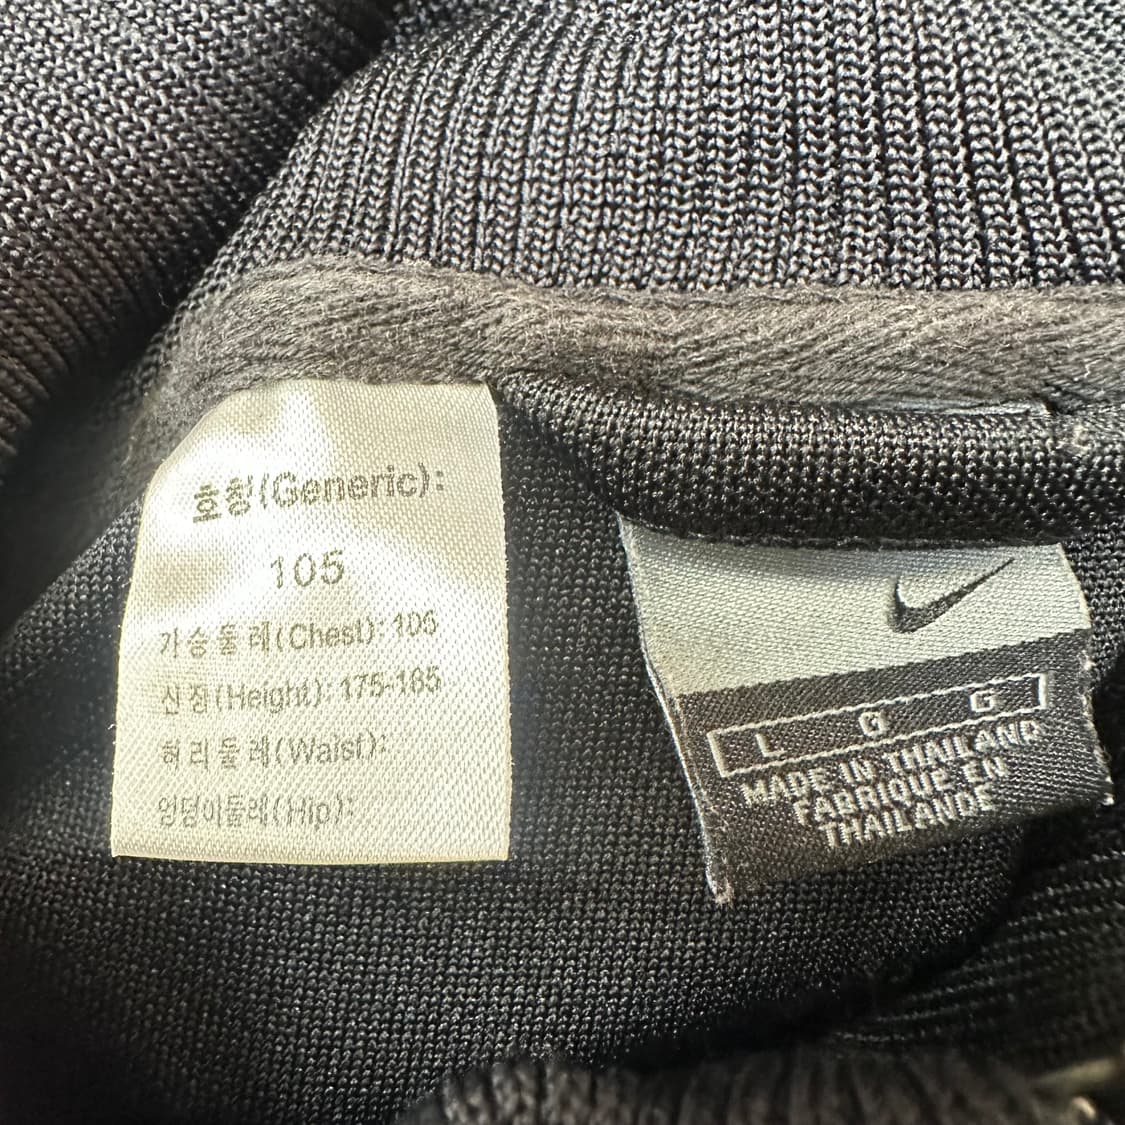 호칭(Generic):
105
가슴둘레(Chest): 105
신장(Height): 175-185
허리둘레(Waist):
엉덩이둘레(Hip):
L G G
MADE IN THAILAND
FABRIQUE EN
THAILANDE